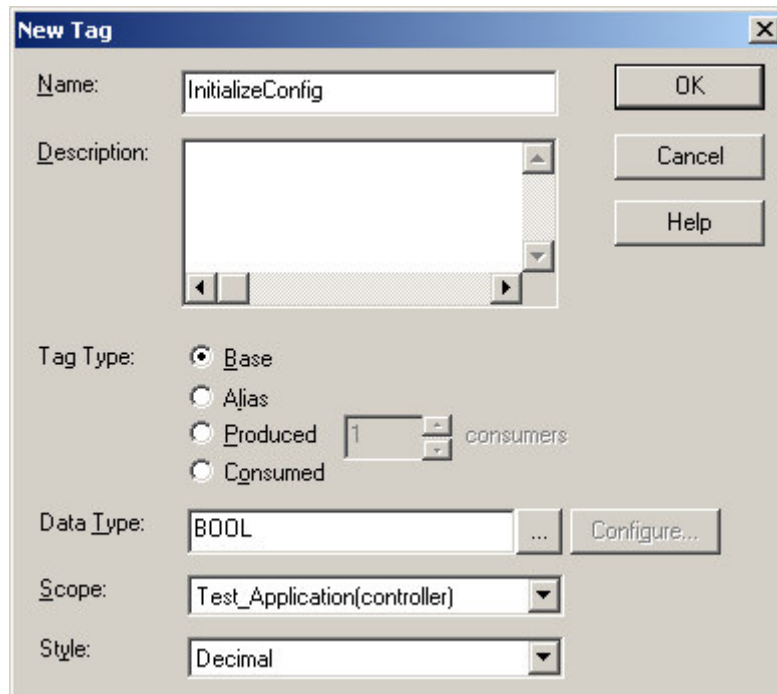 New Tag
Name:
InitializeConfig
OK
Description:
Cancel
Help
Tag Type:
Base
Alias
Produced
1
consumers
Consumed
Data Type:
BOOL
...
Configure...
Scope:
Test_Application(controller)
Style:
Decimal